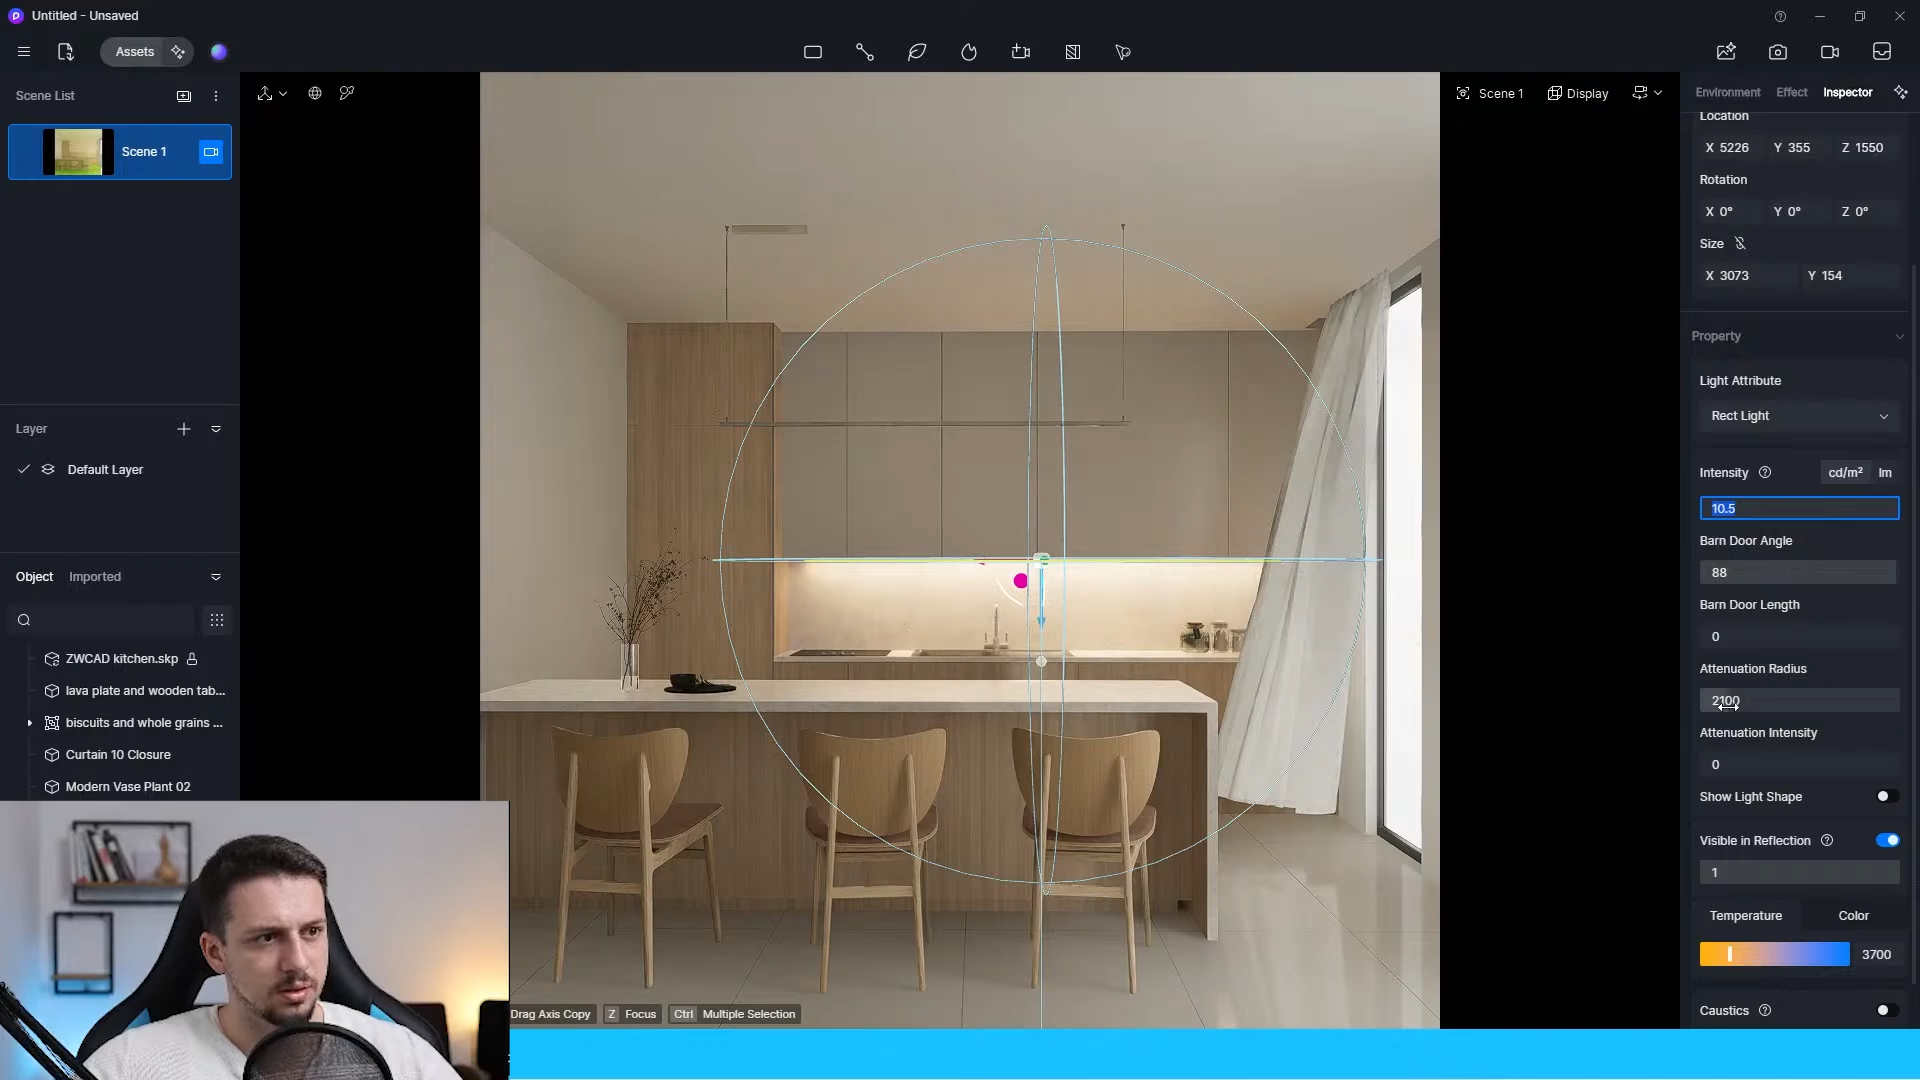 Untitled - Unsaved
Assets
Scene List
Scene 1
Layer
Default Layer
Object Imported
ZWCAD kitchen.skp
lava plate and wooden tab...
biscuits and whole grains ...
Curtain 10 Closure
Modern Vase Plant 02
Scene 1 Display
Drag Axis Copy Z Focus Ctrl Multiple Selection
Environment Effect Inspector
Location
X 5226 Y 355 Z 1550
Rotation
X 0° Y 0° Z 0°
Size
X 3073 Y 154
Property
Light Attribute
Rect Light
Intensity cd/m² lm
10.5
Barn Door Angle
88
Barn Door Length
0
Attenuation Radius
2100
Attenuation Intensity
0
Show Light Shape
Visible in Reflection
1
Temperature Color
3700
Caustics